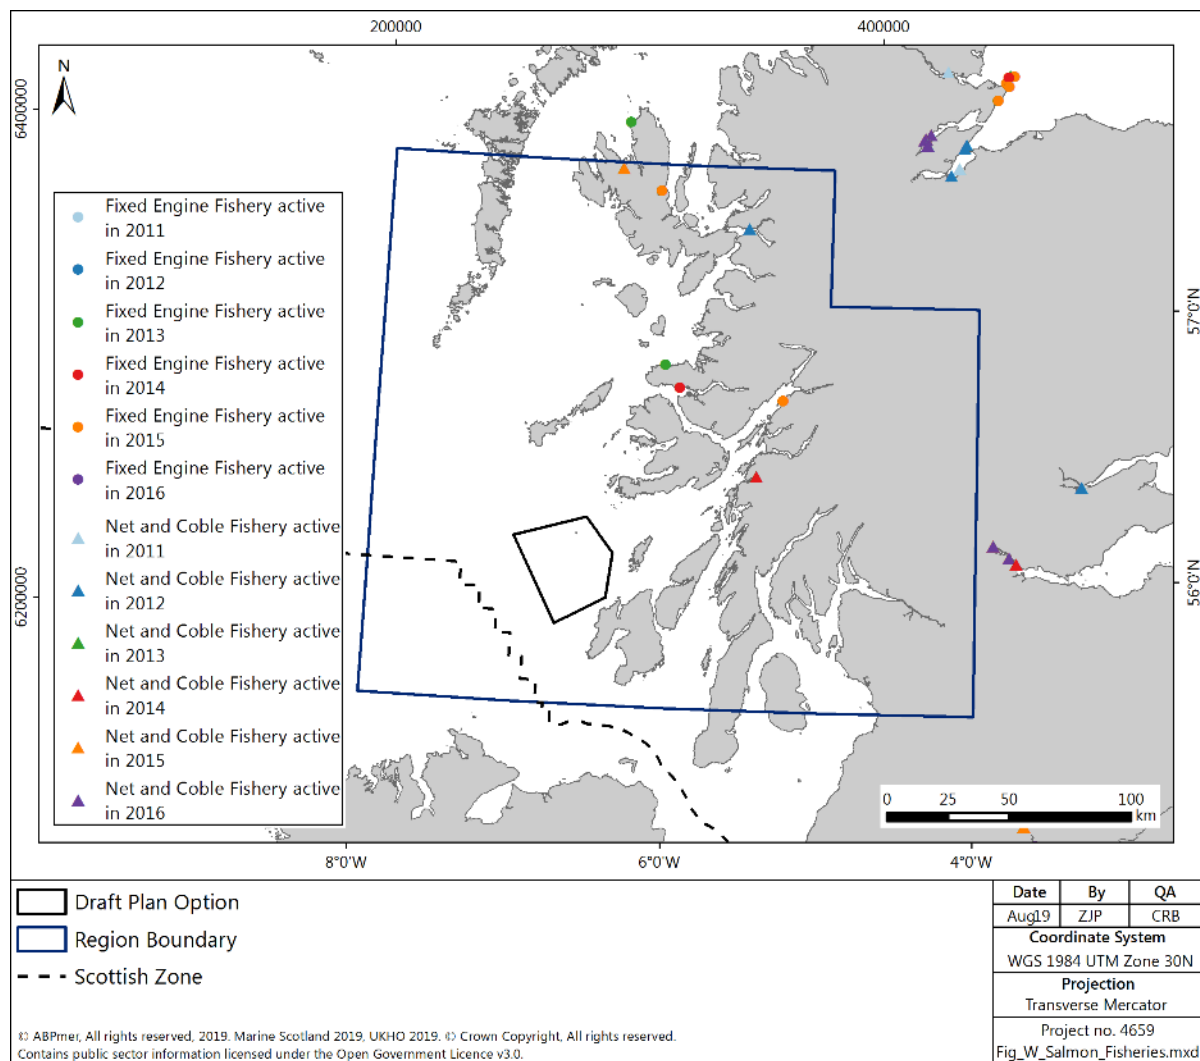 200000
400000
N
6400000
6200000
57°0'N
56°0'N
Fixed Engine Fishery active
in 2011
Fixed Engine Fishery active
in 2012
Fixed Engine Fishery active
in 2013
Fixed Engine Fishery active
in 2014
Fixed Engine Fishery active
in 2015
Fixed Engine Fishery active
in 2016
Net and Coble Fishery active
in 2011
Net and Coble Fishery active
in 2012
Net and Coble Fishery active
in 2013
Net and Coble Fishery active
in 2014
Net and Coble Fishery active
in 2015
Net and Coble Fishery active
in 2016
0 25 50 100
km
8°0'W
6°0'W
4°0'W
Draft Plan Option
Region Boundary
Scottish Zone
Date By QA
Aug19 ZJP CRB
Coordinate System
WGS 1984 UTM Zone 30N
Projection
Transverse Mercator
Project no. 4659
Fig_W_Salmon_Fisheries.mxd
© ABPmer, All rights reserved, 2019. Marine Scotland 2019, UKHO 2019. © Crown Copyright, All rights reserved.
Contains public sector information licensed under the Open Government Licence v3.0.